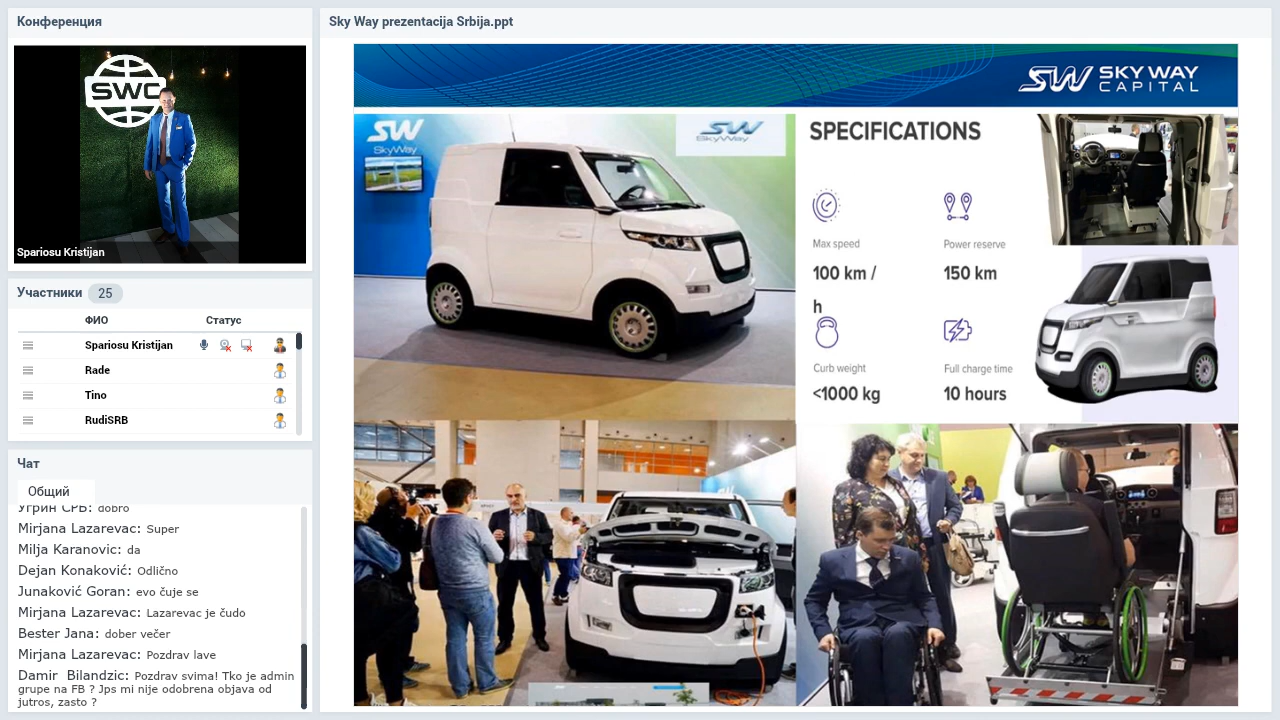 Конференция
SWC
Spariosu Kristijan
Участники 25
ФИО Статус
Spariosu Kristijan
Rade
Tino
RudiSRB
Чат
Общий
Угрин СРБ: dobro
Mirjana Lazarevac: Super
Milja Karanovic: da
Dejan Konaković: Odlično
Junaković Goran: evo čuje se
Mirjana Lazarevac: Lazarevac je čudo
Bester Jana: dober večer
Mirjana Lazarevac: Pozdrav lave
Damir Bilandzic: Pozdrav svima! Tko je admin
grupe na FB ? Jps mi nije odobrena objava od
jutros, zasto ?
Sky Way prezentacija Srbija.ppt
SW SKY WAY
CAPITAL
SW
SkyWay
SW
SkyWay
SPECIFICATIONS
Max speed
100 km /
h
Power reserve
150 km
Curb weight
<1000 kg
Full charge time
10 hours